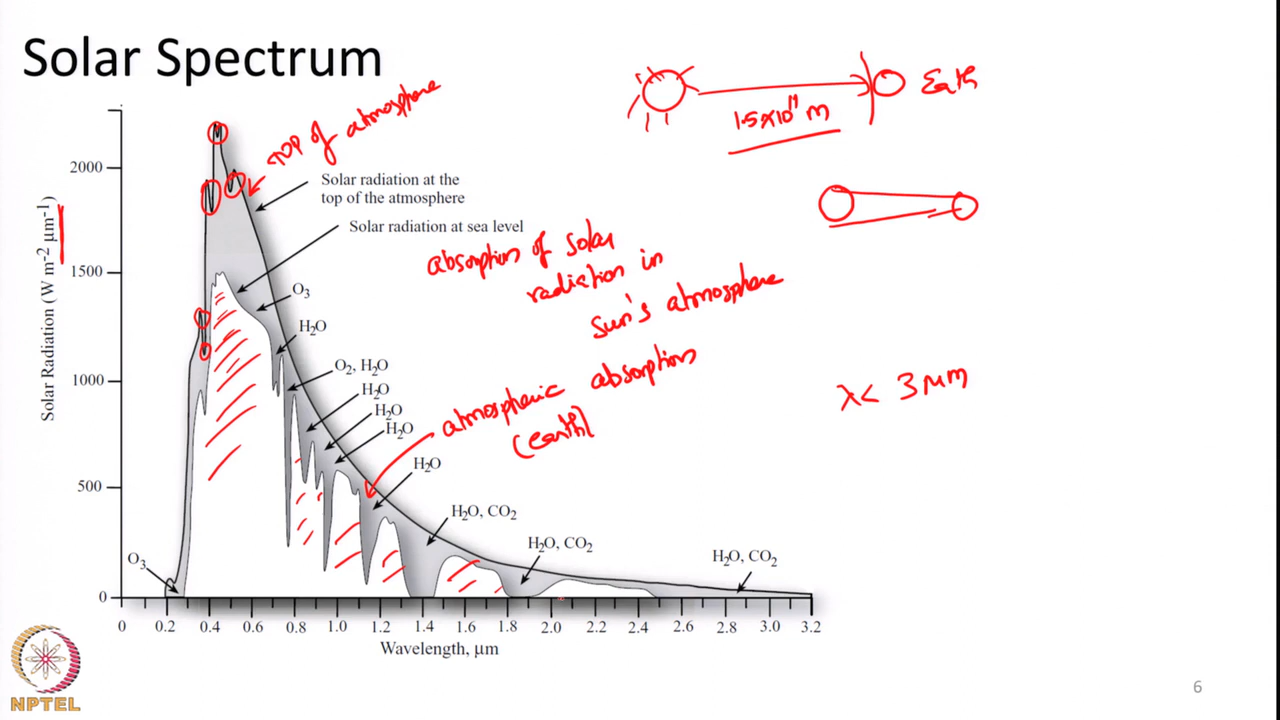 Solar Spectrum
1.5×10¹¹ m
Earth
TOP of atmosphere
Solar radiation at the
top of the atmosphere
Solar radiation at sea level
absorption of solar
radiation in
sun's atmosphere
O₃
H₂O
O₂, H₂O
H₂O
H₂O
H₂O
atmospheric absorption
(earth)
λ< 3 μm
H₂O
H₂O, CO₂
H₂O, CO₂
H₂O, CO₂
O₃
Solar Radiation (W m⁻² μm⁻¹)
2000
1500
1000
500
0
0 0.2 0.4 0.6 0.8 1.0 1.2 1.4 1.6 1.8 2.0 2.2 2.4 2.6 2.8 3.0 3.2
Wavelength, μm
NPTEL
6